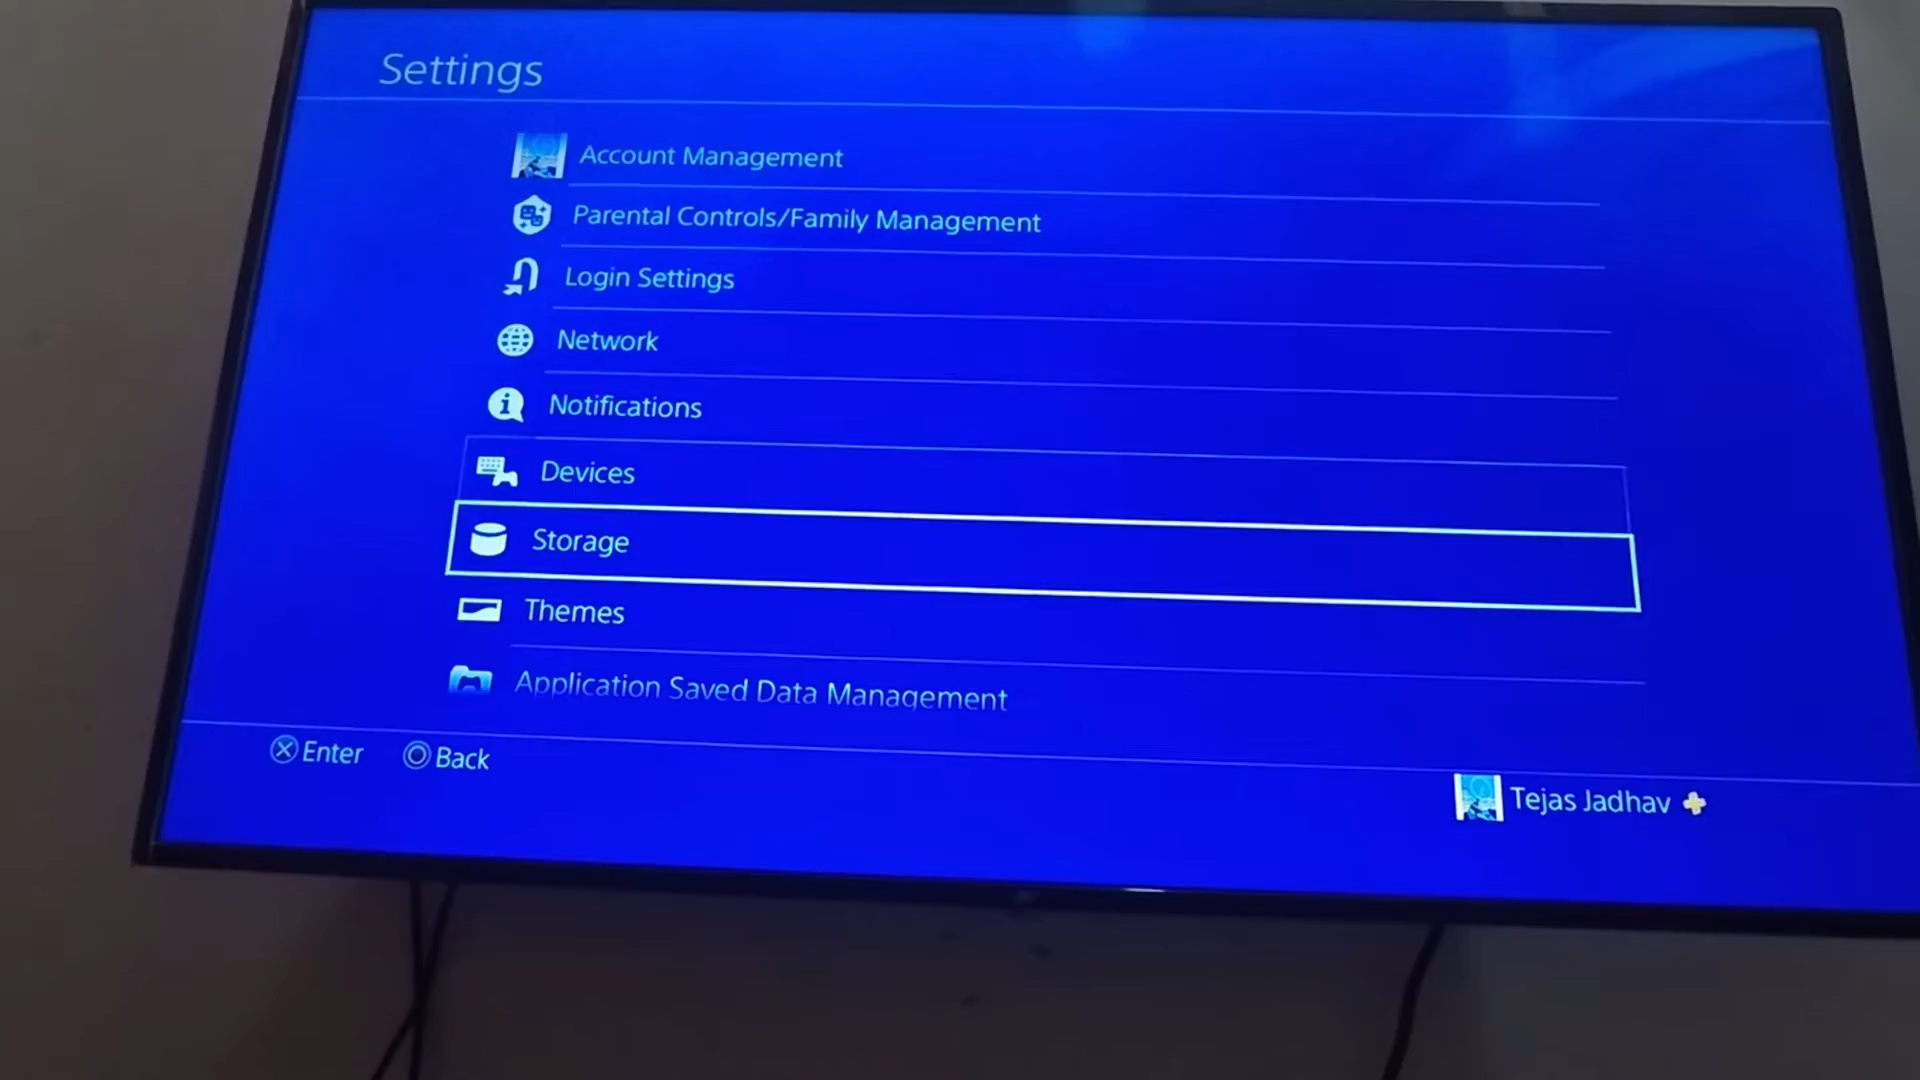 Settings
Account Management
Parental Controls/Family Management
Login Settings
Network
Notifications
Devices
Storage
Themes
Application Saved Data Management
Enter Back
Tejas Jadhav